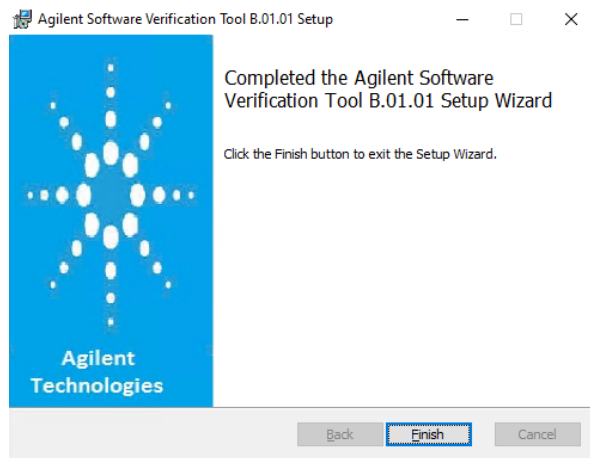 Agilent Software Verification Tool B.01.01 Setup
Completed the Agilent Software
Verification Tool B.01.01 Setup Wizard
Click the Finish button to exit the Setup Wizard.
Agilent
Technologies
Back
Finish
Cancel